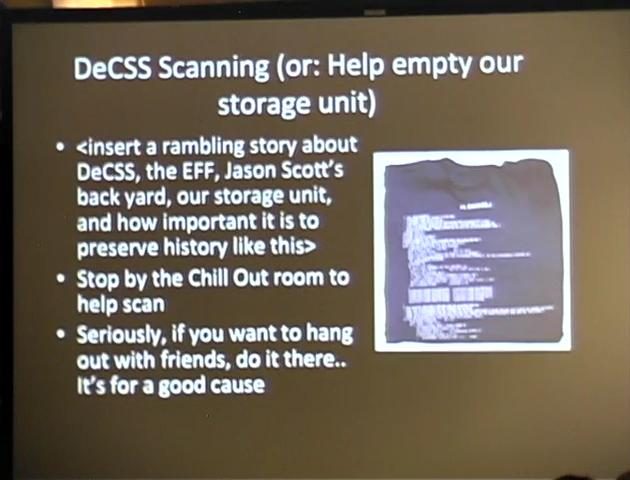 DeCSS Scanning (or: Help empty our
storage unit)
• <insert a rambling story about
DeCSS, the EFF, Jason Scott's
back yard, our storage unit,
and how important it is to
preserve history like this>
• Stop by the Chill Out room to
help scan
• Seriously, if you want to hang
out with friends, do it there..
It's for a good cause